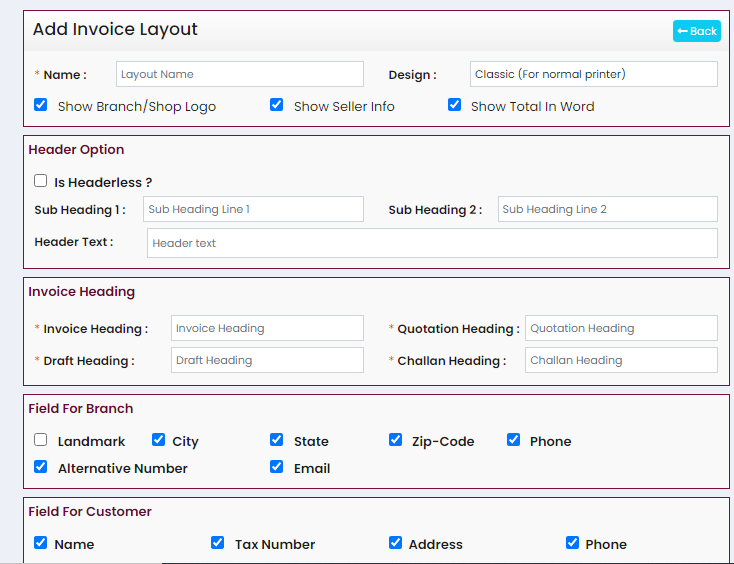 Add Invoice Layout
Back
* Name : Layout Name Design : Classic (For normal printer)
Show Branch/Shop Logo Show Seller Info Show Total In Word
Header Option
Is Headerless ?
Sub Heading 1 : Sub Heading Line 1 Sub Heading 2 : Sub Heading Line 2
Header Text : Header text
Invoice Heading
* Invoice Heading : Invoice Heading * Quotation Heading : Quotation Heading
* Draft Heading : Draft Heading * Challan Heading : Challan Heading
Field For Branch
Landmark City State Zip-Code Phone
Alternative Number Email
Field For Customer
Name Tax Number Address Phone